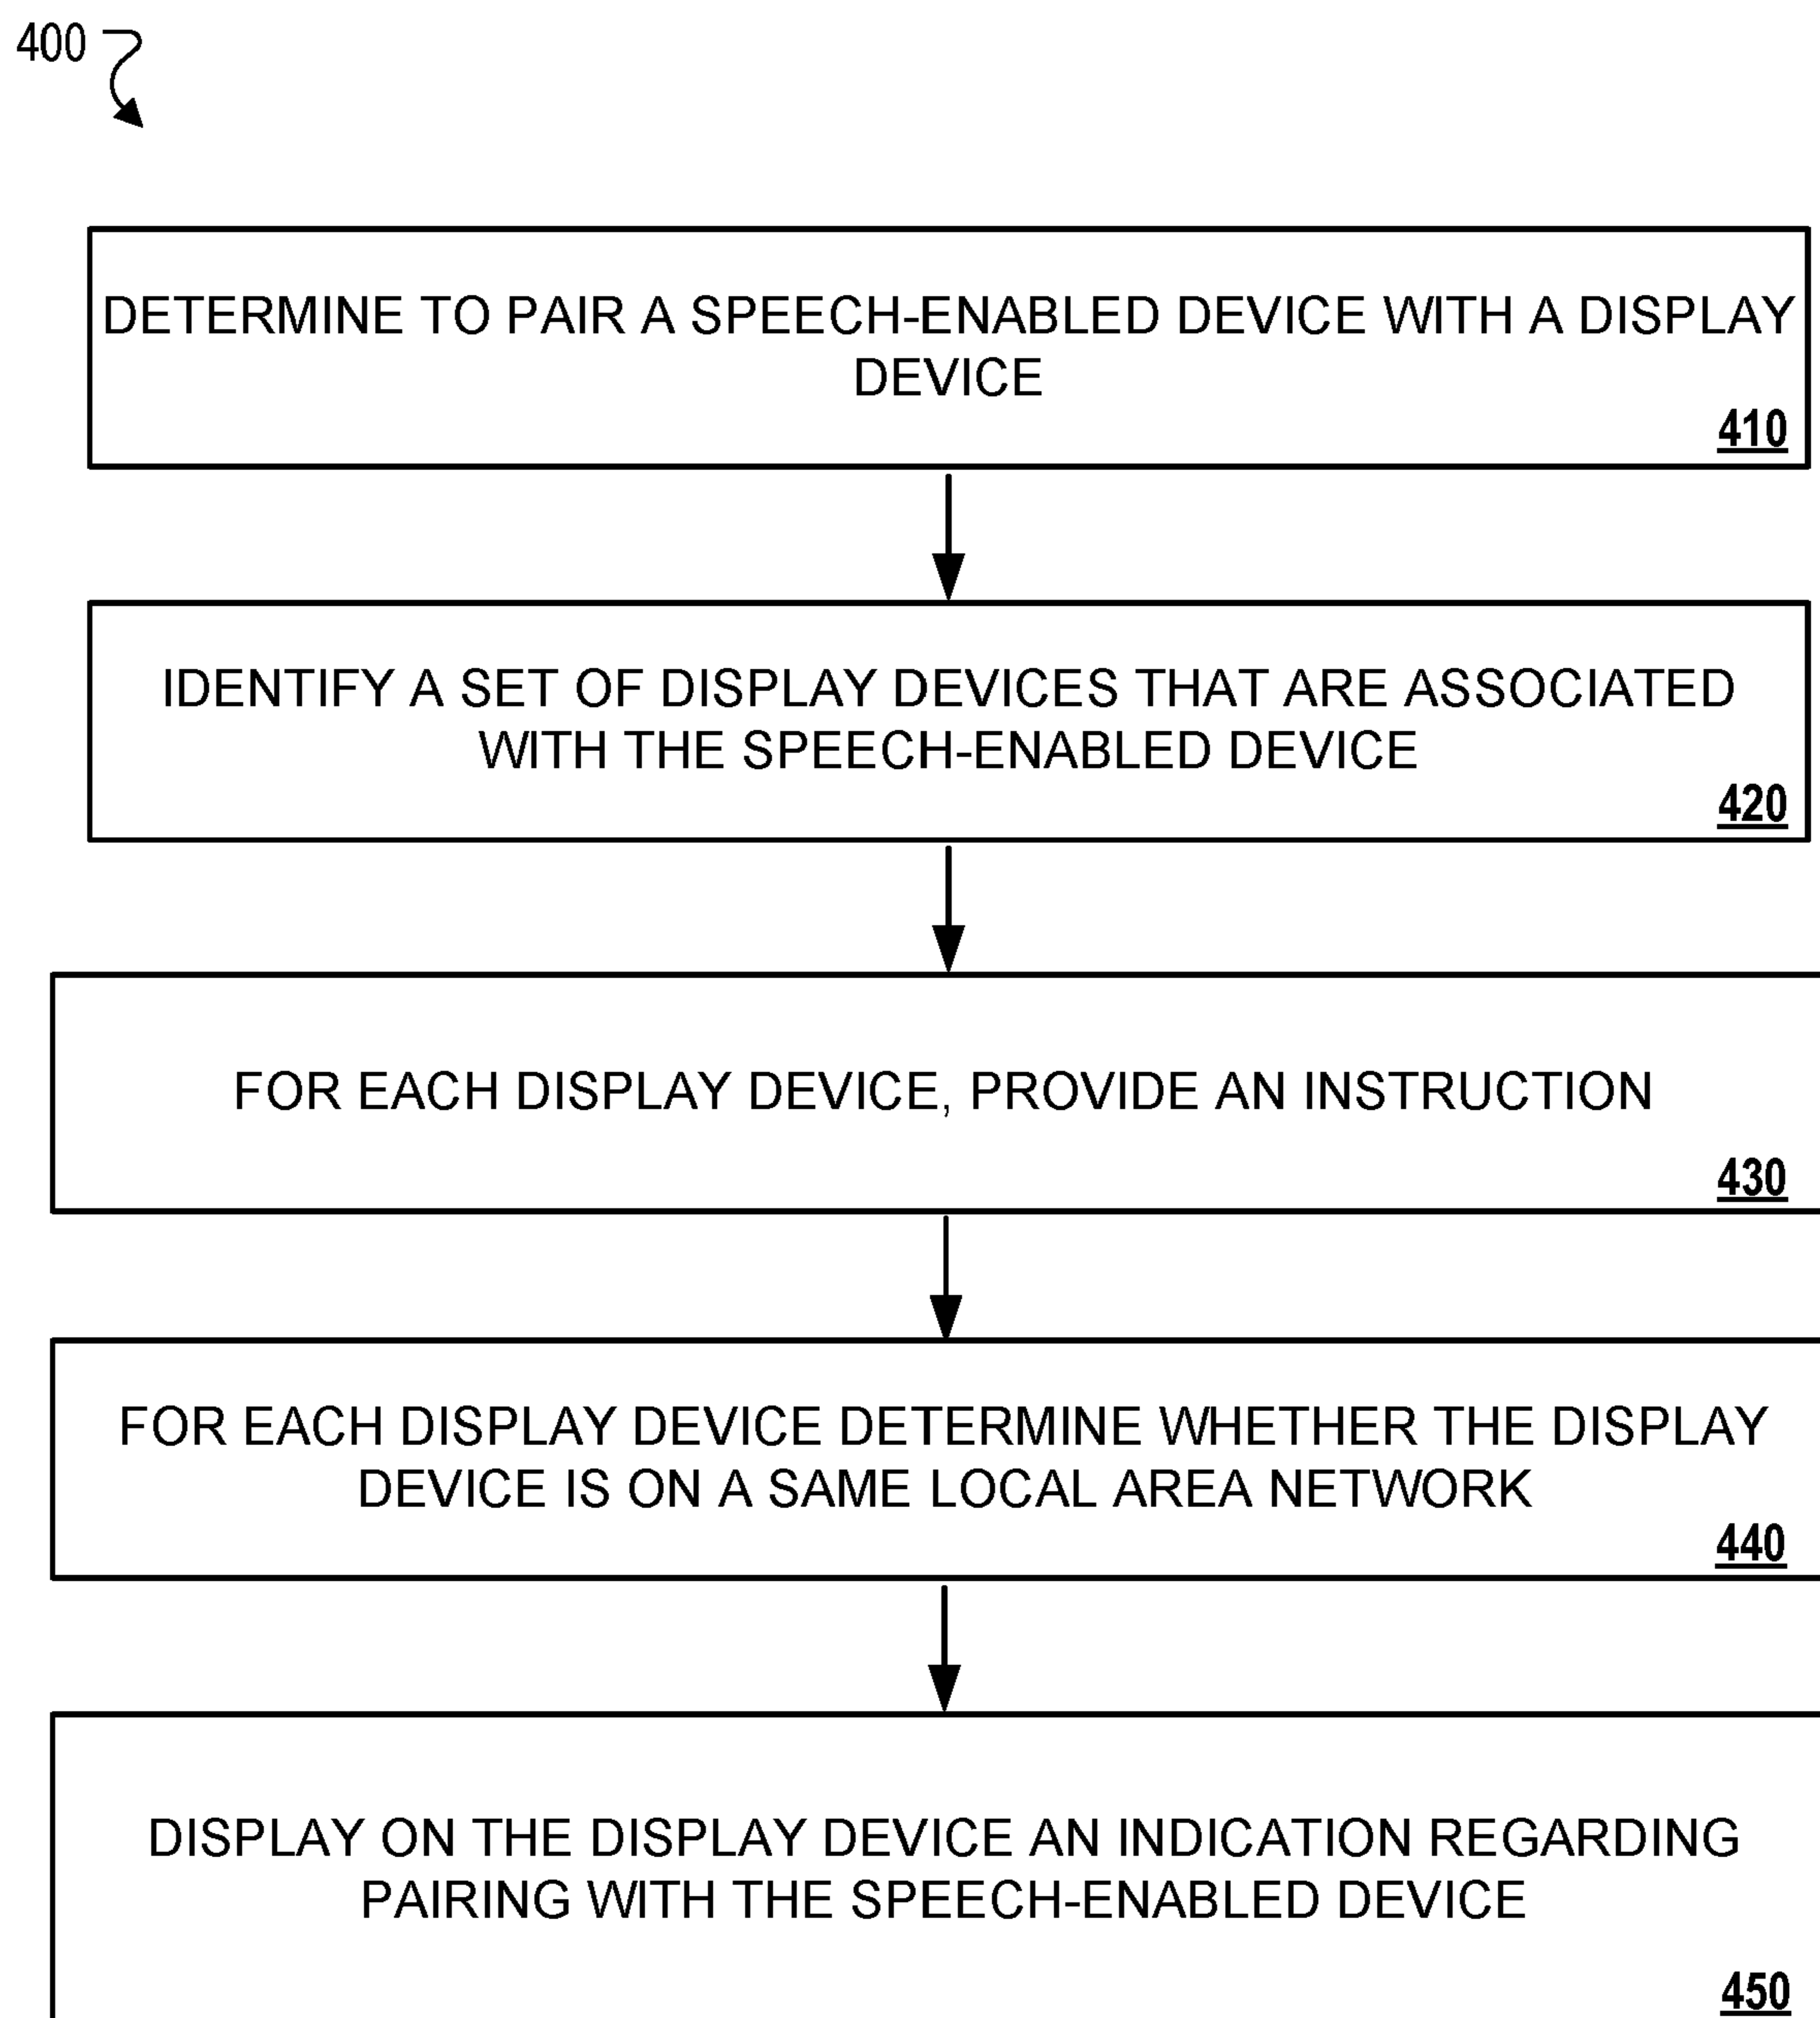 400
DETERMINE TO PAIR A SPEECH-ENABLED DEVICE WITH A DISPLAY
DEVICE
410
IDENTIFY A SET OF DISPLAY DEVICES THAT ARE ASSOCIATED
WITH THE SPEECH-ENABLED DEVICE
420
FOR EACH DISPLAY DEVICE, PROVIDE AN INSTRUCTION
430
FOR EACH DISPLAY DEVICE DETERMINE WHETHER THE DISPLAY
DEVICE IS ON A SAME LOCAL AREA NETWORK
440
DISPLAY ON THE DISPLAY DEVICE AN INDICATION REGARDING
PAIRING WITH THE SPEECH-ENABLED DEVICE
450